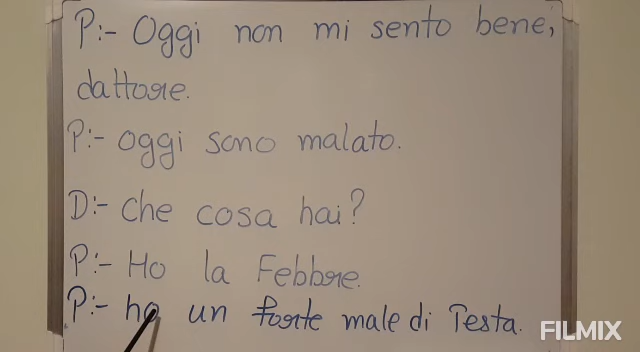 P:- Oggi non mi sento bene,
dattore.
P:- oggi sono malato.
D:- che cosa hai?
P:- Ho la Febbre.
P:- ho un forte male di Testa.
FILMIX